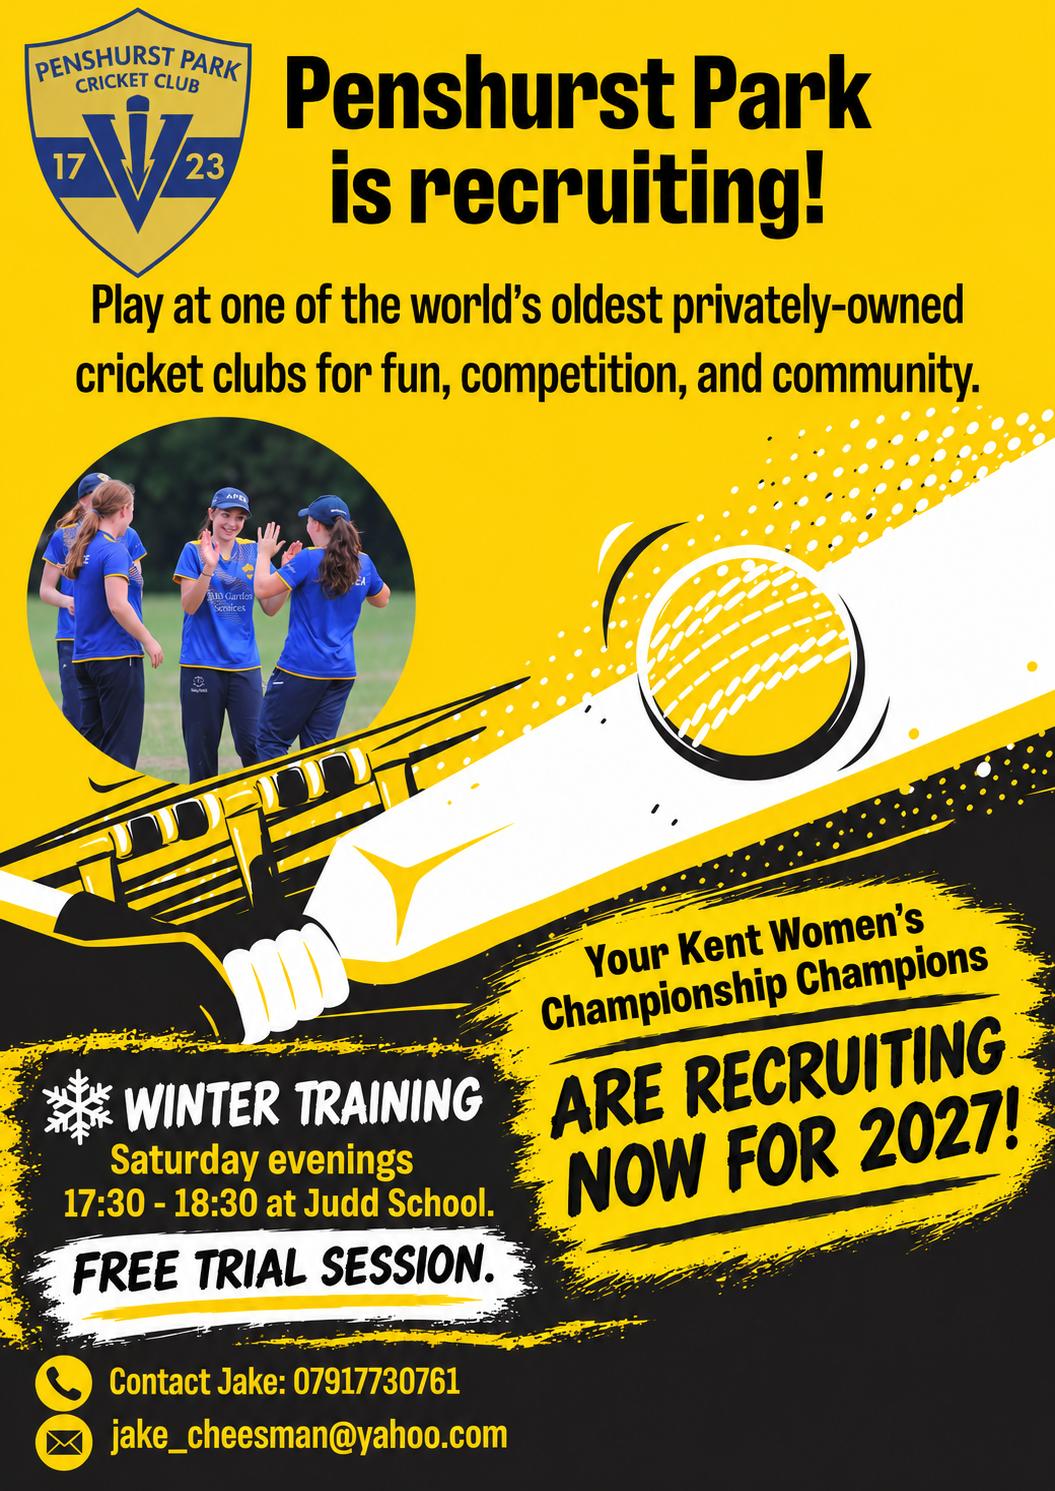 PENSHURST PARK
CRICKET CLUB
17 23
Penshurst Park
is recruiting!
Play at one of the world's oldest privately-owned
cricket clubs for fun, competition, and community.
APEX
Services
Your Kent Women's
Championship Champions
ARE RECRUITING
NOW FOR 2027!
WINTER TRAINING
Saturday evenings
17:30 - 18:30 at Judd School.
FREE TRIAL SESSION.
Contact Jake: 07917730761
jake_cheesman@yahoo.com